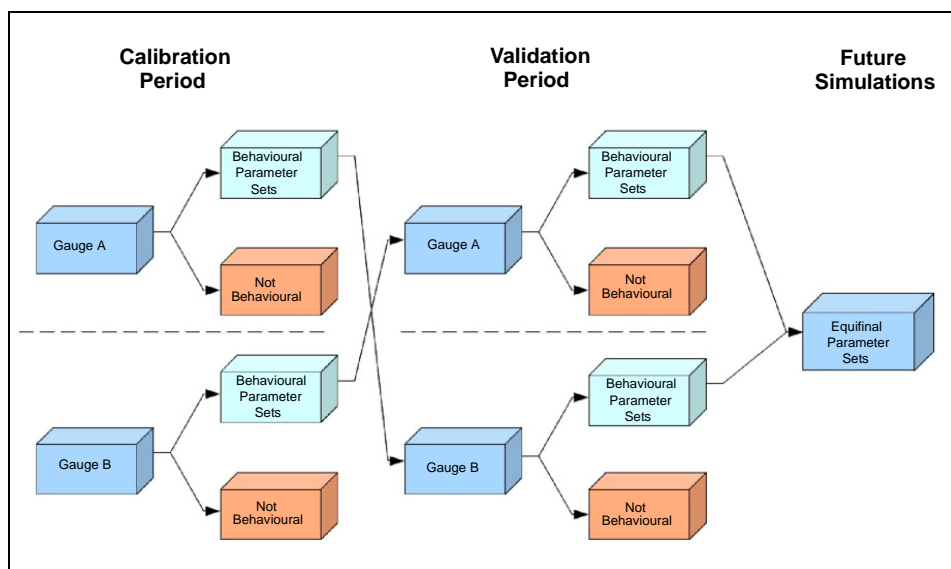 Calibration
Period
Validation
Period
Future
Simulations
Behavioural
Parameter
Sets
Gauge A
Not
Behavioural
Behavioural
Parameter
Sets
Gauge A
Not
Behavioural
Behavioural
Parameter
Sets
Gauge B
Not
Behavioural
Behavioural
Parameter
Sets
Gauge B
Not
Behavioural
Equifinal
Parameter
Sets